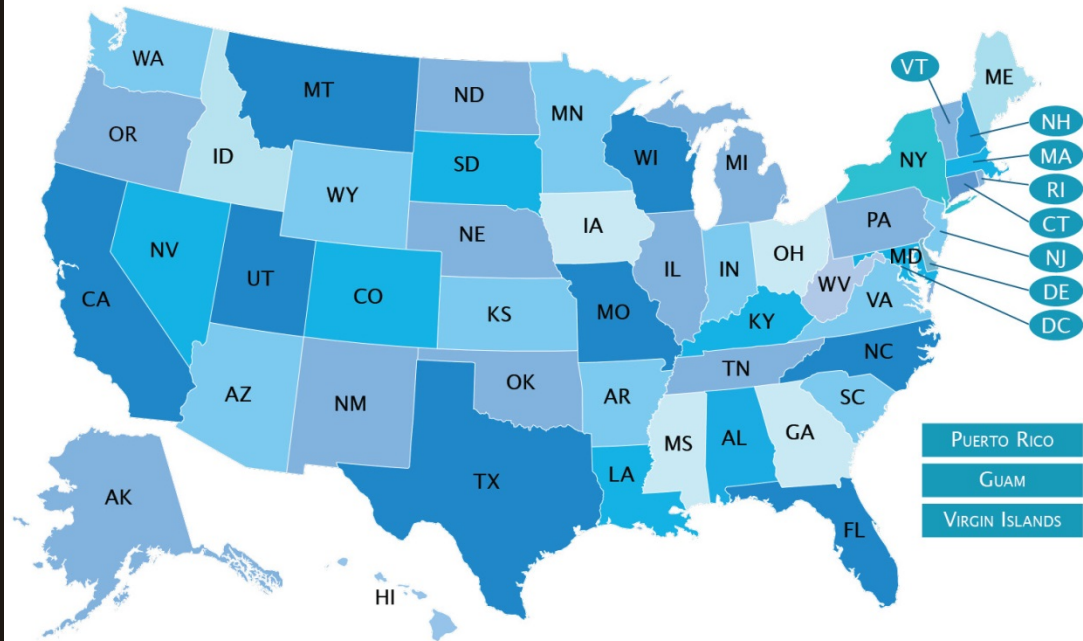 WA
MT
ND
MN
VT
ME
OR
ID
SD
WI
MI
NY
NH
MA
WY
RI
IA
PA
CT
NV
NE
IL
IN
OH
NJ
UT
CO
MD
CA
WV
DE
KS
MO
VA
KY
DC
NC
TN
AZ
NM
OK
AR
SC
MS
AL
GA
PUERTO RICO
TX
LA
GUAM
AK
VIRGIN ISLANDS
FL
HI